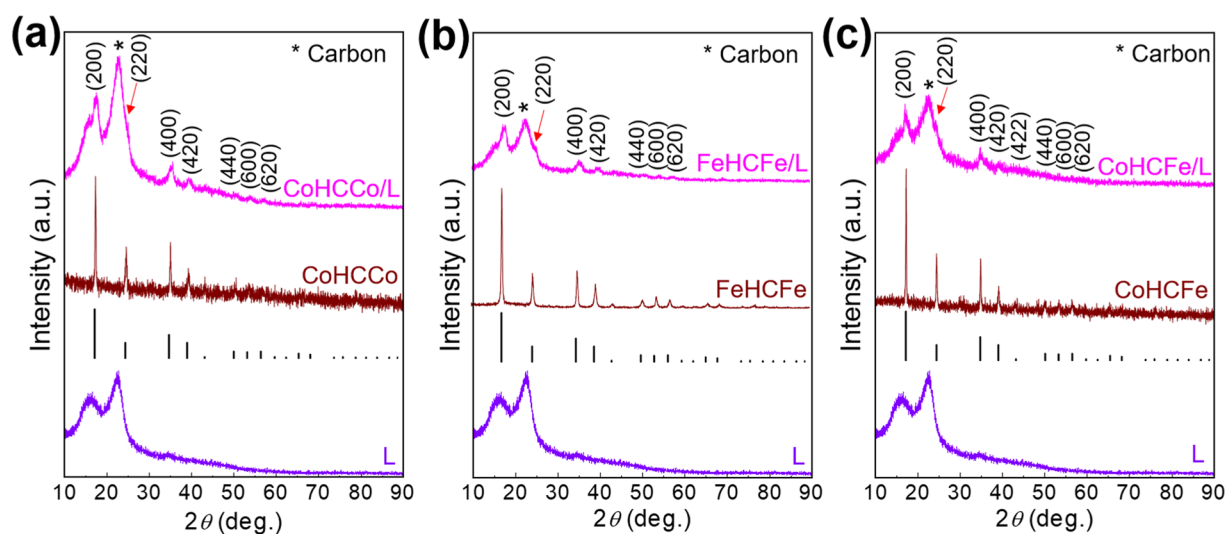 (a)
* Carbon
(200)
*
(220)
(400)
(420)
(440)
(600)
(620)
CoHCCo/L
CoHCCo
L
Intensity (a.u.)
10 20 30 40 50 60 70 80 90
2θ (deg.)
(b)
* Carbon
(200)
*
(220)
(400)
(420)
(440)
(600)
(620)
FeHCFe/L
FeHCFe
L
Intensity (a.u.)
10 20 30 40 50 60 70 80 90
2θ (deg.)
(c)
* Carbon
(200)
*
(220)
(400)
(420)
(422)
(440)
(600)
(620)
CoHCFe/L
CoHCFe
L
Intensity (a.u.)
10 20 30 40 50 60 70 80 90
2θ (deg.)